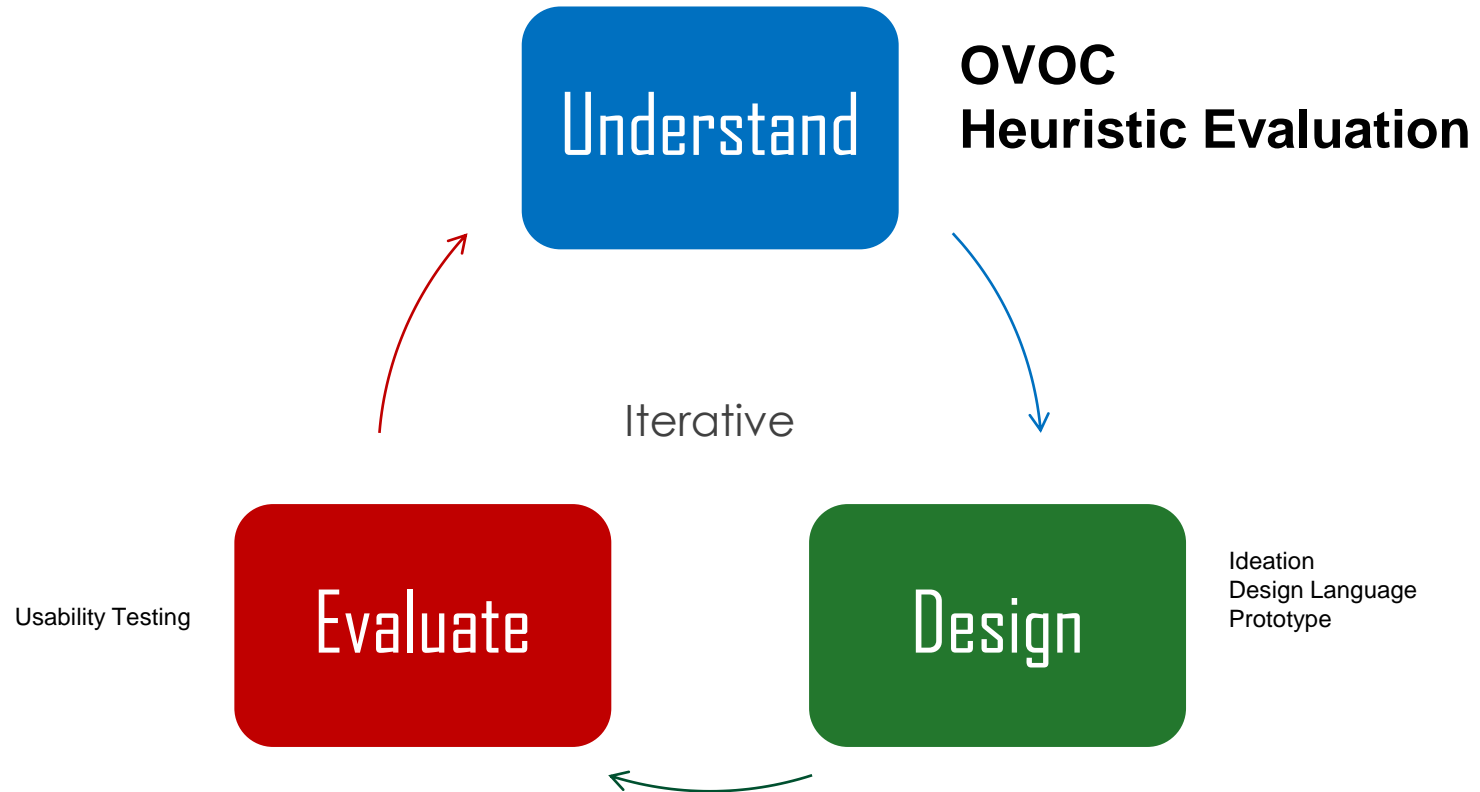 Understand
OVOC
Heuristic Evaluation
Iterative
Usability Testing
Evaluate
Design
Ideation
Design Language
Prototype